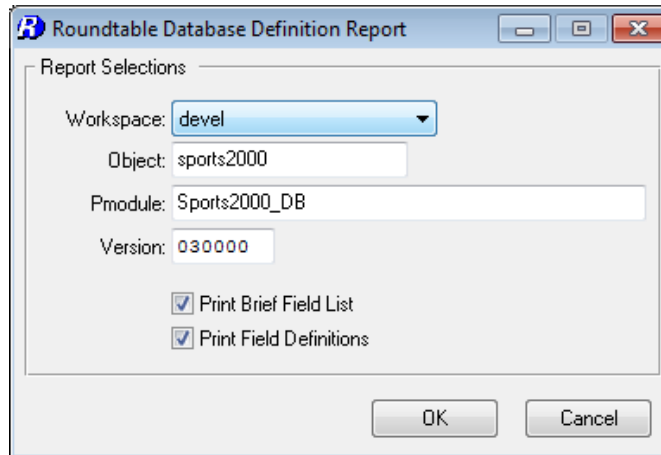 R Roundtable Database Definition Report
Report Selections
Workspace: devel
Object: sports2000
Pmodule: Sports2000_DB
Version: 030000
Print Brief Field List
Print Field Definitions
OK Cancel